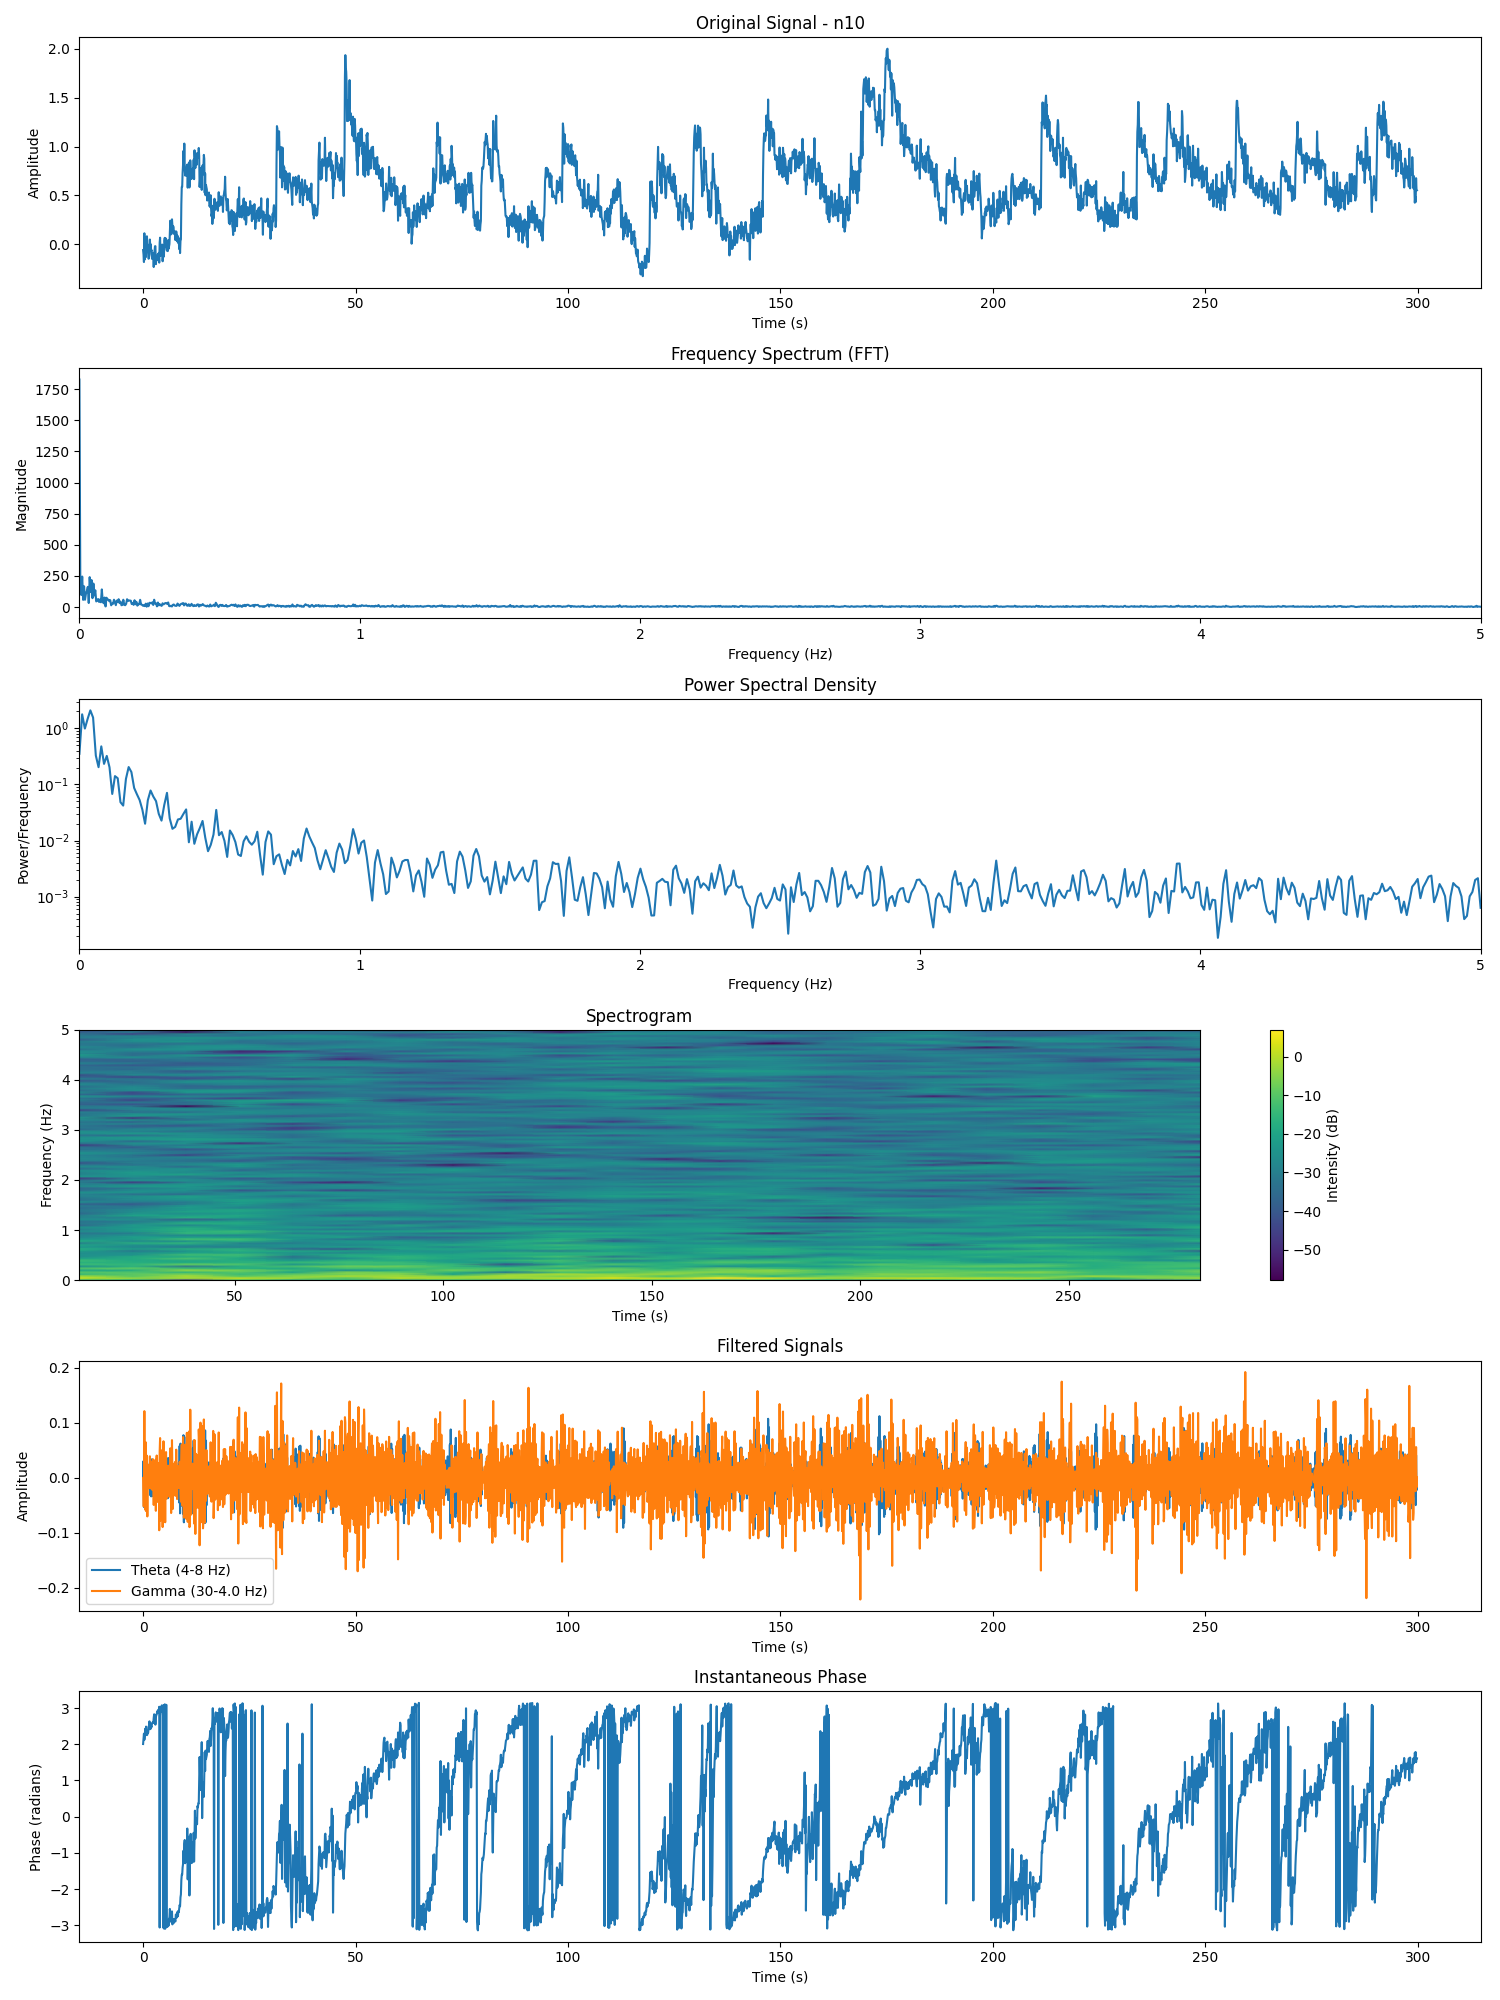 Original Signal - n10
Amplitude
2.0
1.5
1.0
0.5
0.0
0 50 100 150 200 250 300
Time (s)
Frequency Spectrum (FFT)
Magnitude
1750
1500
1250
1000
750
500
250
0
0 1 2 3 4 5
Frequency (Hz)
Power Spectral Density
Power/Frequency
10⁰
10⁻¹
10⁻²
10⁻³
0 1 2 3 4 5
Frequency (Hz)
Spectrogram
Frequency (Hz)
5
4
3
2
1
0
50 100 150 200 250
Time (s)
0
−10
−20
−30
−40
−50
Intensity (dB)
Filtered Signals
Amplitude
0.2
0.1
0.0
−0.1
−0.2
Theta (4-8 Hz)
Gamma (30-4.0 Hz)
0 50 100 150 200 250 300
Time (s)
Instantaneous Phase
Phase (radians)
3
2
1
0
−1
−2
−3
0 50 100 150 200 250 300
Time (s)